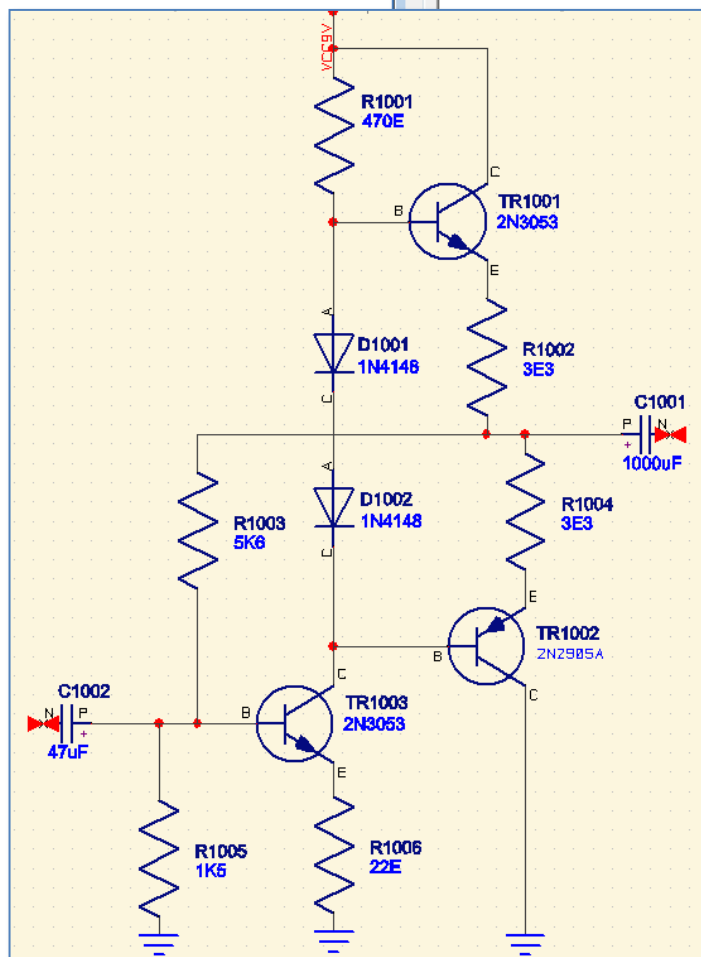 VCC9V
R1001
470E
C
TR1001
B
2N3053
E
A
D1001
1N4148
R1002
3E3
C
C1001
P
N
+
1000uF
A
D1002
1N4148
R1003
5K6
R1004
3E3
C
E
TR1002
B
2N2905A
C1002
N
P
+
47uF
C
TR1003
B
2N3053
C
E
R1005
1K5
R1006
22E